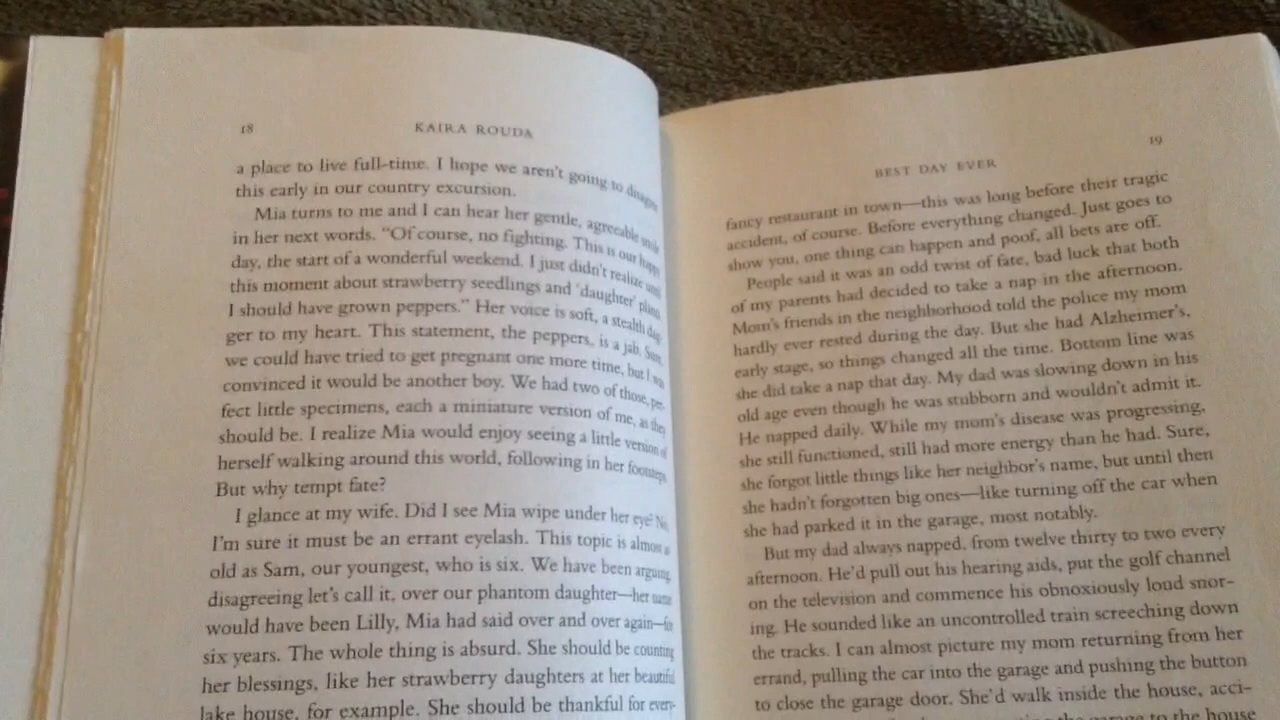 18
KAIRA ROUDA
a place to live full-time. I hope we aren't going to disagree
this early in our country excursion.
Mia turns to me and I can hear her gentle, agreeable smile
in her next words. "Of course, no fighting. This is our happy
day, the start of a wonderful weekend. I just didn't realize until
this moment about strawberry seedlings and 'daughter' plants.
I should have grown peppers." Her voice is soft, a stealth dag-
ger to my heart. This statement, the peppers, is a jab. Sure,
we could have tried to get pregnant one more time, but I was
convinced it would be another boy. We had two of those, per-
fect little specimens, each a miniature version of me, as they
should be. I realize Mia would enjoy seeing a little version of
herself walking around this world, following in her footsteps.
But why tempt fate?
I glance at my wife. Did I see Mia wipe under her eye? No,
I'm sure it must be an errant eyelash. This topic is almost as
old as Sam, our youngest, who is six. We have been arguing,
disagreeing let's call it, over our phantom daughter—her name
would have been Lilly, Mia had said over and over again—for
six years. The whole thing is absurd. She should be counting
her blessings, like her strawberry daughters at her beautiful
lake house, for example. She should be thankful for every-
19
BEST DAY EVER
fancy restaurant in town—this was long before their tragic
accident, of course. Before everything changed. Just goes to
show you, one thing can happen and poof, all bets are off.
People said it was an odd twist of fate, bad luck that both
of my parents had decided to take a nap in the afternoon.
Mom's friends in the neighborhood told the police my mom
hardly ever rested during the day. But she had Alzheimer's,
early stage, so things changed all the time. Bottom line was
she did take a nap that day. My dad was slowing down in his
old age even though he was stubborn and wouldn't admit it.
He napped daily. While my mom's disease was progressing,
she still functioned, still had more energy than he had. Sure,
she forgot little things like her neighbor's name, but until then
she hadn't forgotten big ones—like turning off the car when
she had parked it in the garage, most notably.
But my dad always napped, from twelve thirty to two every
afternoon. He'd pull out his hearing aids, put the golf channel
on the television and commence his obnoxiously loud snor-
ing. He sounded like an uncontrolled train screeching down
the tracks. I can almost picture my mom returning from her
errand, pulling the car into the garage and pushing the button
to close the garage door. She'd walk inside the house, acci-
the garage to the house